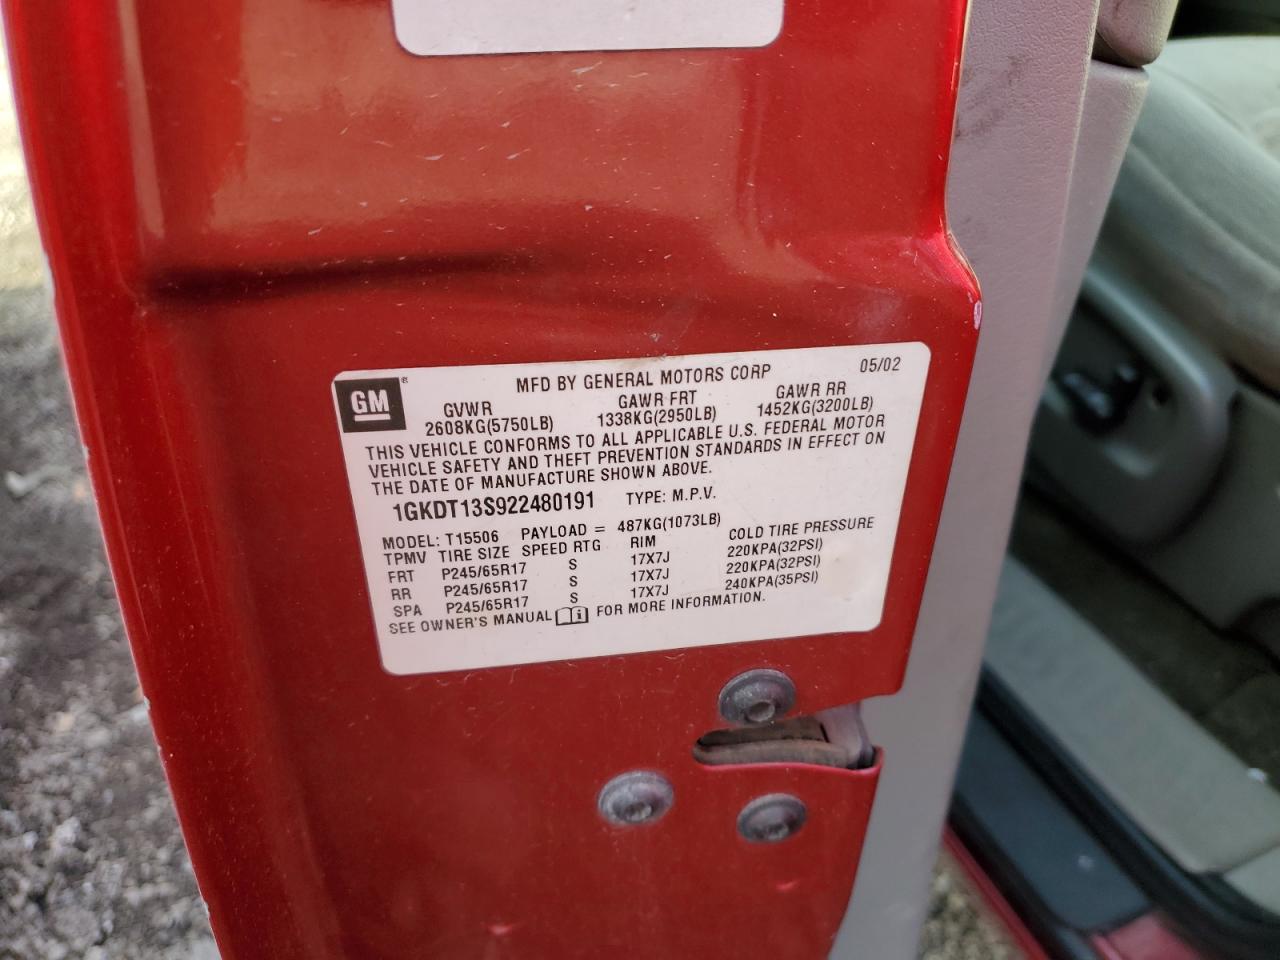 GM®
MFD BY GENERAL MOTORS CORP 05/02
GVWR GAWR FRT GAWR RR
2608KG(5750LB) 1338KG(2950LB) 1452KG(3200LB)
THIS VEHICLE CONFORMS TO ALL APPLICABLE U.S. FEDERAL MOTOR
VEHICLE SAFETY AND THEFT PREVENTION STANDARDS IN EFFECT ON
THE DATE OF MANUFACTURE SHOWN ABOVE.
1GKDT13S922480191 TYPE: M.P.V.
MODEL: T15506 PAYLOAD = 487KG(1073LB)
TPMV TIRE SIZE SPEED RTG RIM COLD TIRE PRESSURE
FRT P245/65R17 S 17X7J 220KPA(32PSI)
RR P245/65R17 S 17X7J 220KPA(32PSI)
SPA P245/65R17 S 17X7J 240KPA(35PSI)
SEE OWNER'S MANUAL i FOR MORE INFORMATION.